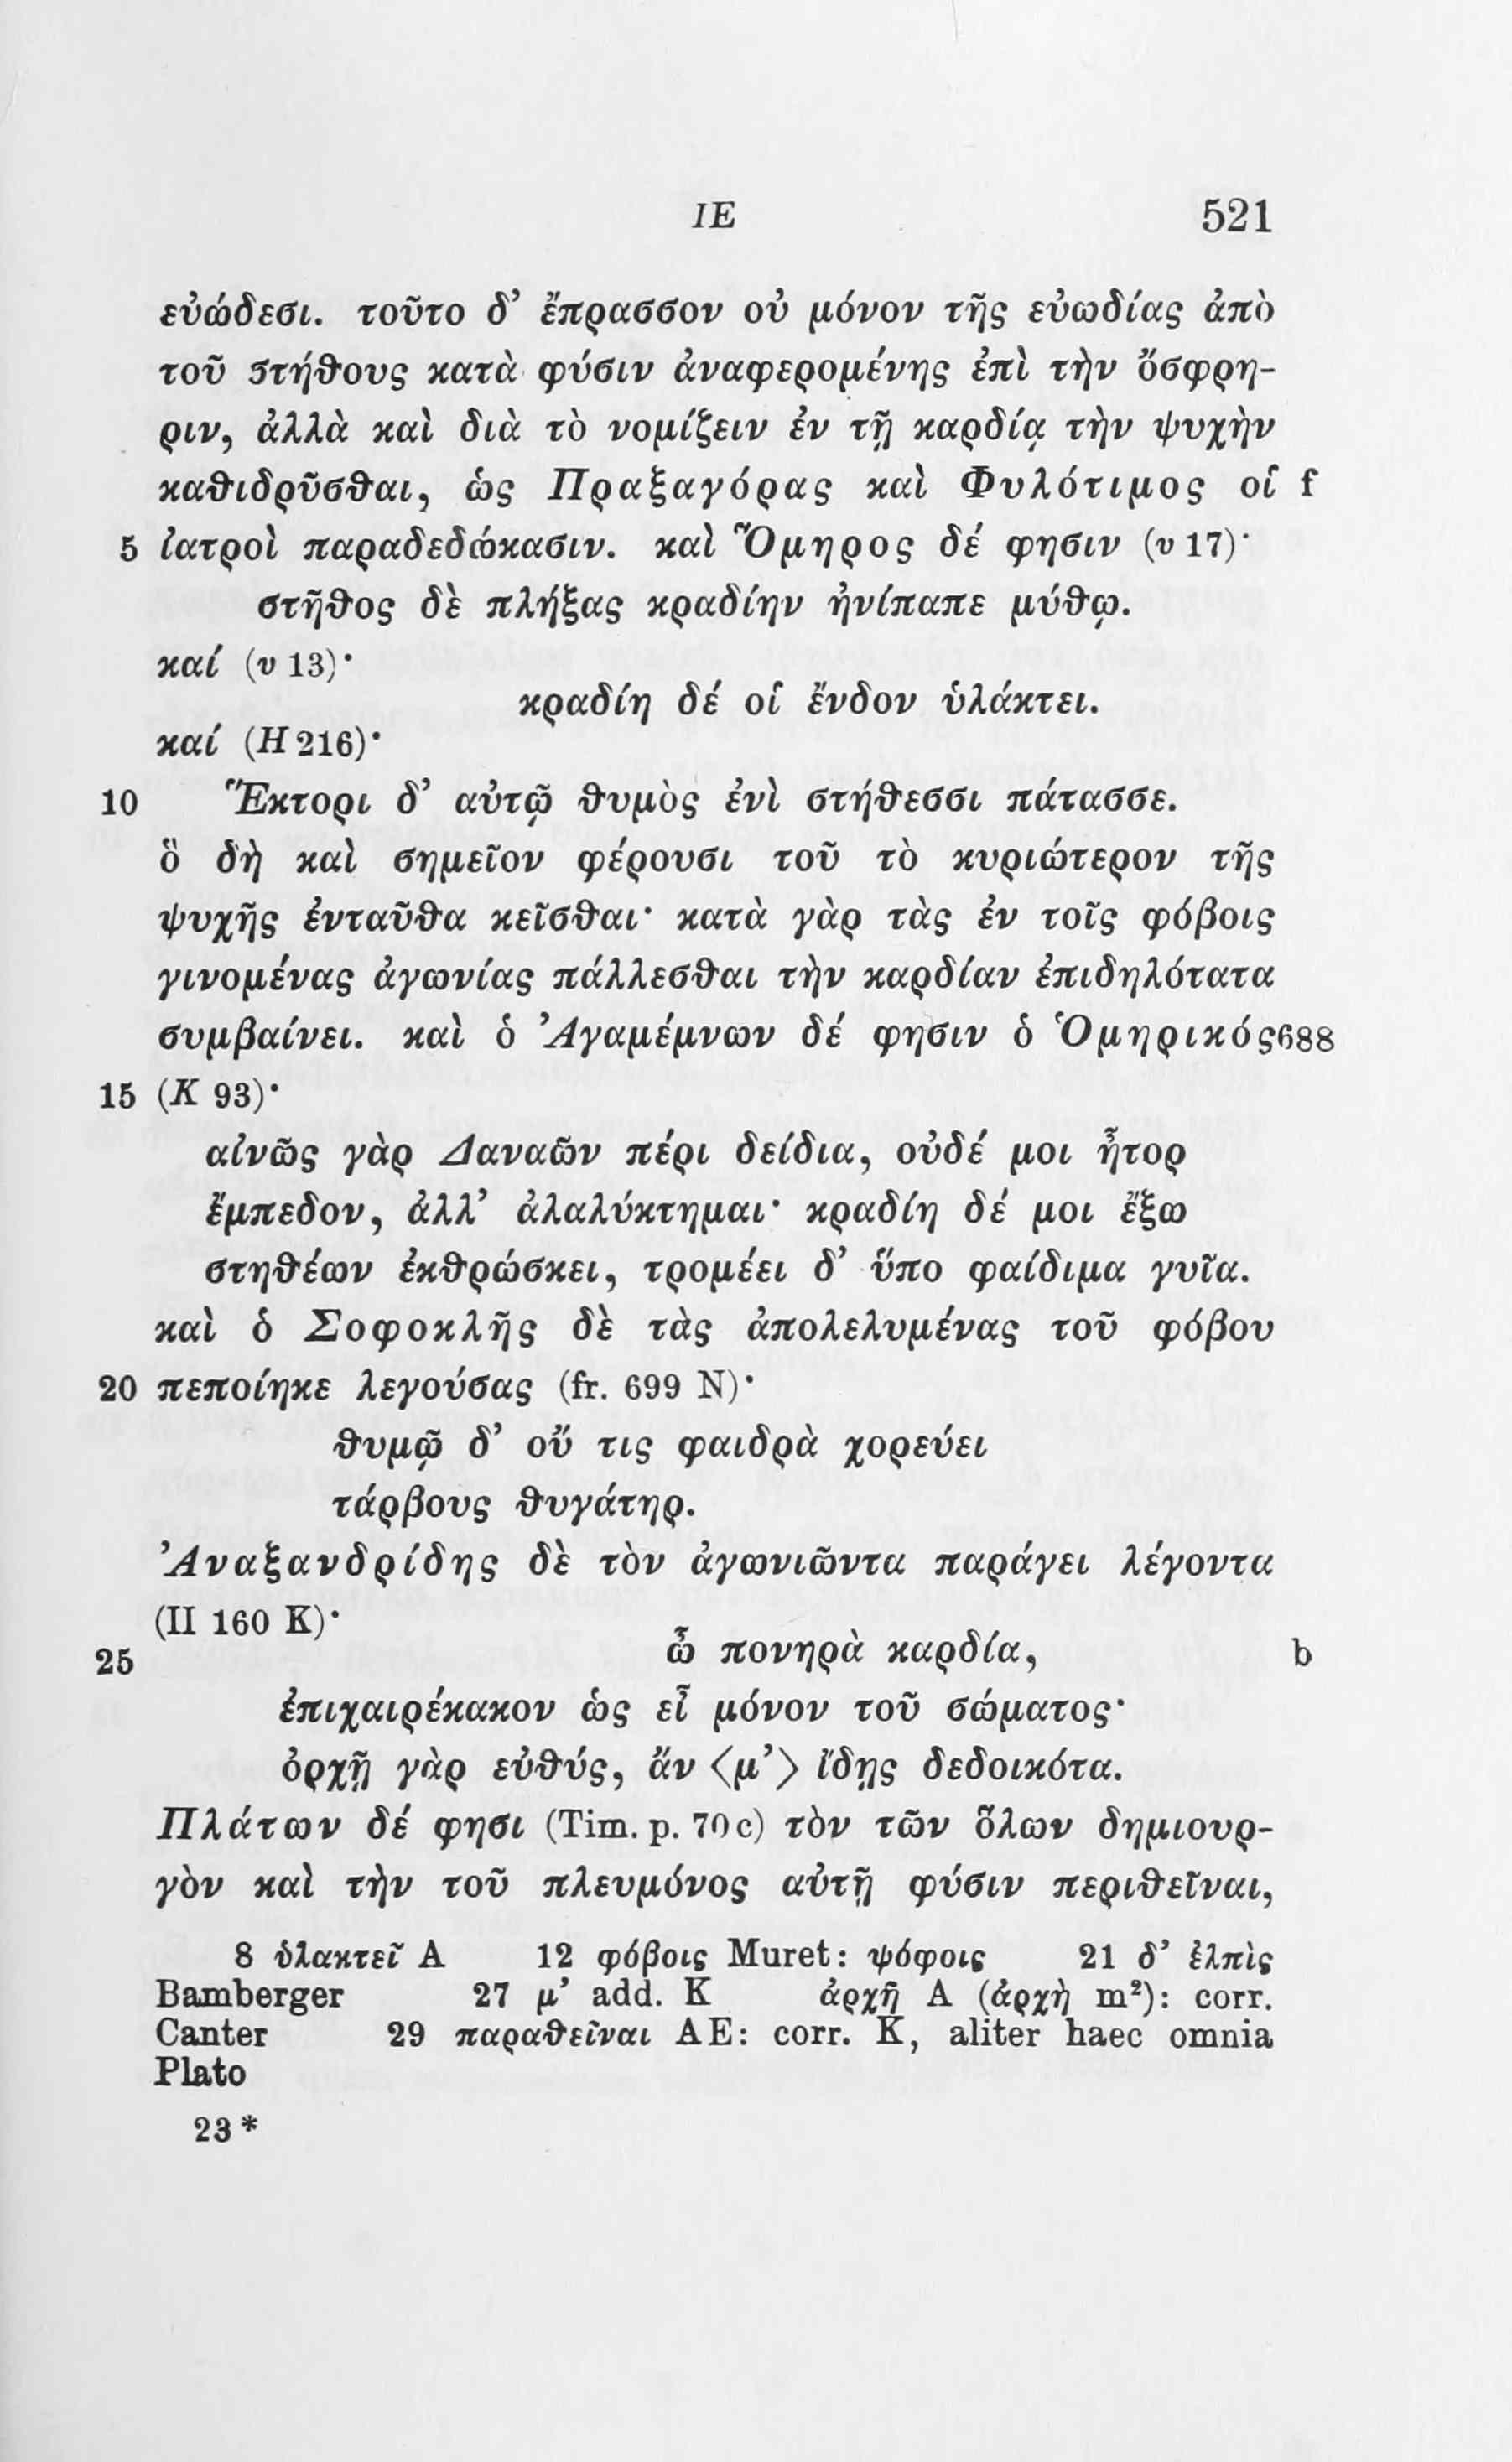 ΙΕ 521
εὐώδεσι. τοῦτο δ’ ἔπρασσον οὐ μόνον τῆς εὐωδίας ἀπὸ
τοῦ στήθους κατὰ φύσιν ἀναφερομένης ἐπὶ τὴν ὄσφρη-
ριν, ἀλλὰ καὶ διὰ τὸ νομίζειν ἐν τῇ καρδίᾳ τὴν ψυχὴν
καθιδρῦσθαι, ὡς Πραξαγόρας καὶ Φυλότιμος οἱ f
5 ἰατροὶ παραδεδώκασιν. καὶ Ὅμηρος δέ φησιν (υ 17)·
στῆθος δὲ πλήξας κραδίην ἠνίπαπε μύθῳ.
καί (υ 13)·
κραδίη δέ οἱ ἔνδον ὑλάκτει.
καί (Η 216)·
10 Ἕκτορι δ’ αὐτῷ θυμὸς ἐνὶ στήθεσσι πάτασσε.
ὃ δὴ καὶ σημεῖον φέρουσι τοῦ τὸ κυριώτερον τῆς
ψυχῆς ἐνταῦθα κεῖσθαι· κατὰ γὰρ τὰς ἐν τοῖς φόβοις
γινομένας ἀγωνίας πάλλεσθαι τὴν καρδίαν ἐπιδηλότατα
συμβαίνει. καὶ ὁ Ἀγαμέμνων δέ φησιν ὁ Ὁμηρικός 688
15 (Κ 93)·
αἰνῶς γὰρ Δαναῶν πέρι δείδια, οὐδέ μοι ἦτορ
ἔμπεδον, ἀλλ’ ἀλαλύκτημαι· κραδίη δέ μοι ἔξω
στηθέων ἐκθρώσκει, τρομέει δ’ ὕπο φαίδιμα γυῖα.
καὶ ὁ Σοφοκλῆς δὲ τὰς ἀπολελυμένας τοῦ φόβου
20 πεποίηκε λεγούσας (fr. 699 N)·
θυμῷ δ’ οὔ τις φαιδρὰ χορεύει
τάρβους θυγάτηρ.
Ἀναξανδρίδης δὲ τὸν ἀγωνιῶντα παράγει λέγοντα
(II 160 K)·
25 ὦ πονηρὰ καρδία, b
ἐπιχαιρέκακον ὡς εἶ μόνον τοῦ σώματος·
ὀρχῇ γὰρ εὐθύς, ἄν ⟨μ’⟩ ἴδῃς δεδοικότα.
Πλάτων δέ φησι (Tim. p. 70c) τὸν τῶν ὅλων δημιουρ-
γὸν καὶ τὴν τοῦ πλευμόνος αὐτῇ φύσιν περιθεῖναι,
8 ὑλακτεῖ A 12 φόβοις Muret: ψόφοις 21 δ’ ἐλπὶς
Bamberger 27 μ’ add. K ἀρχῇ A (ἀρχὴ m²): corr.
Canter 29 παραθεῖναι AE: corr. K, aliter haec omnia
Plato
23*